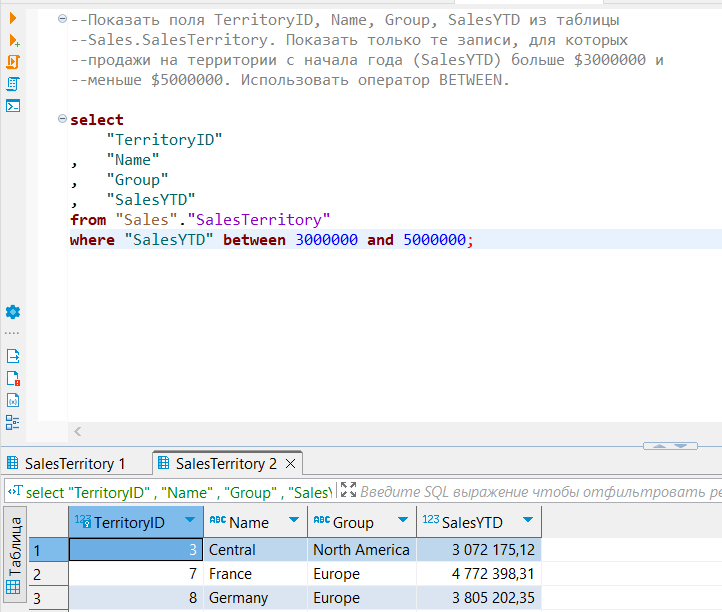 --Показать поля TerritoryID, Name, Group, SalesYTD из таблицы
--Sales.SalesTerritory. Показать только те записи, для которых
--продажи на территории с начала года (SalesYTD) больше $3000000 и
--меньше $5000000. Использовать оператор BETWEEN.
select
"TerritoryID"
, "Name"
, "Group"
, "SalesYTD"
from "Sales"."SalesTerritory"
where "SalesYTD" between 3000000 and 5000000;
SalesTerritory 1 SalesTerritory 2
select "TerritoryID" , "Name" , "Group" , "Sales Введите SQL выражение чтобы отфильтровать
Таблица
123 TerritoryID ABC Name ABC Group 123 SalesYTD
1 3 Central North America 3 072 175,12
2 7 France Europe 4 772 398,31
3 8 Germany Europe 3 805 202,35